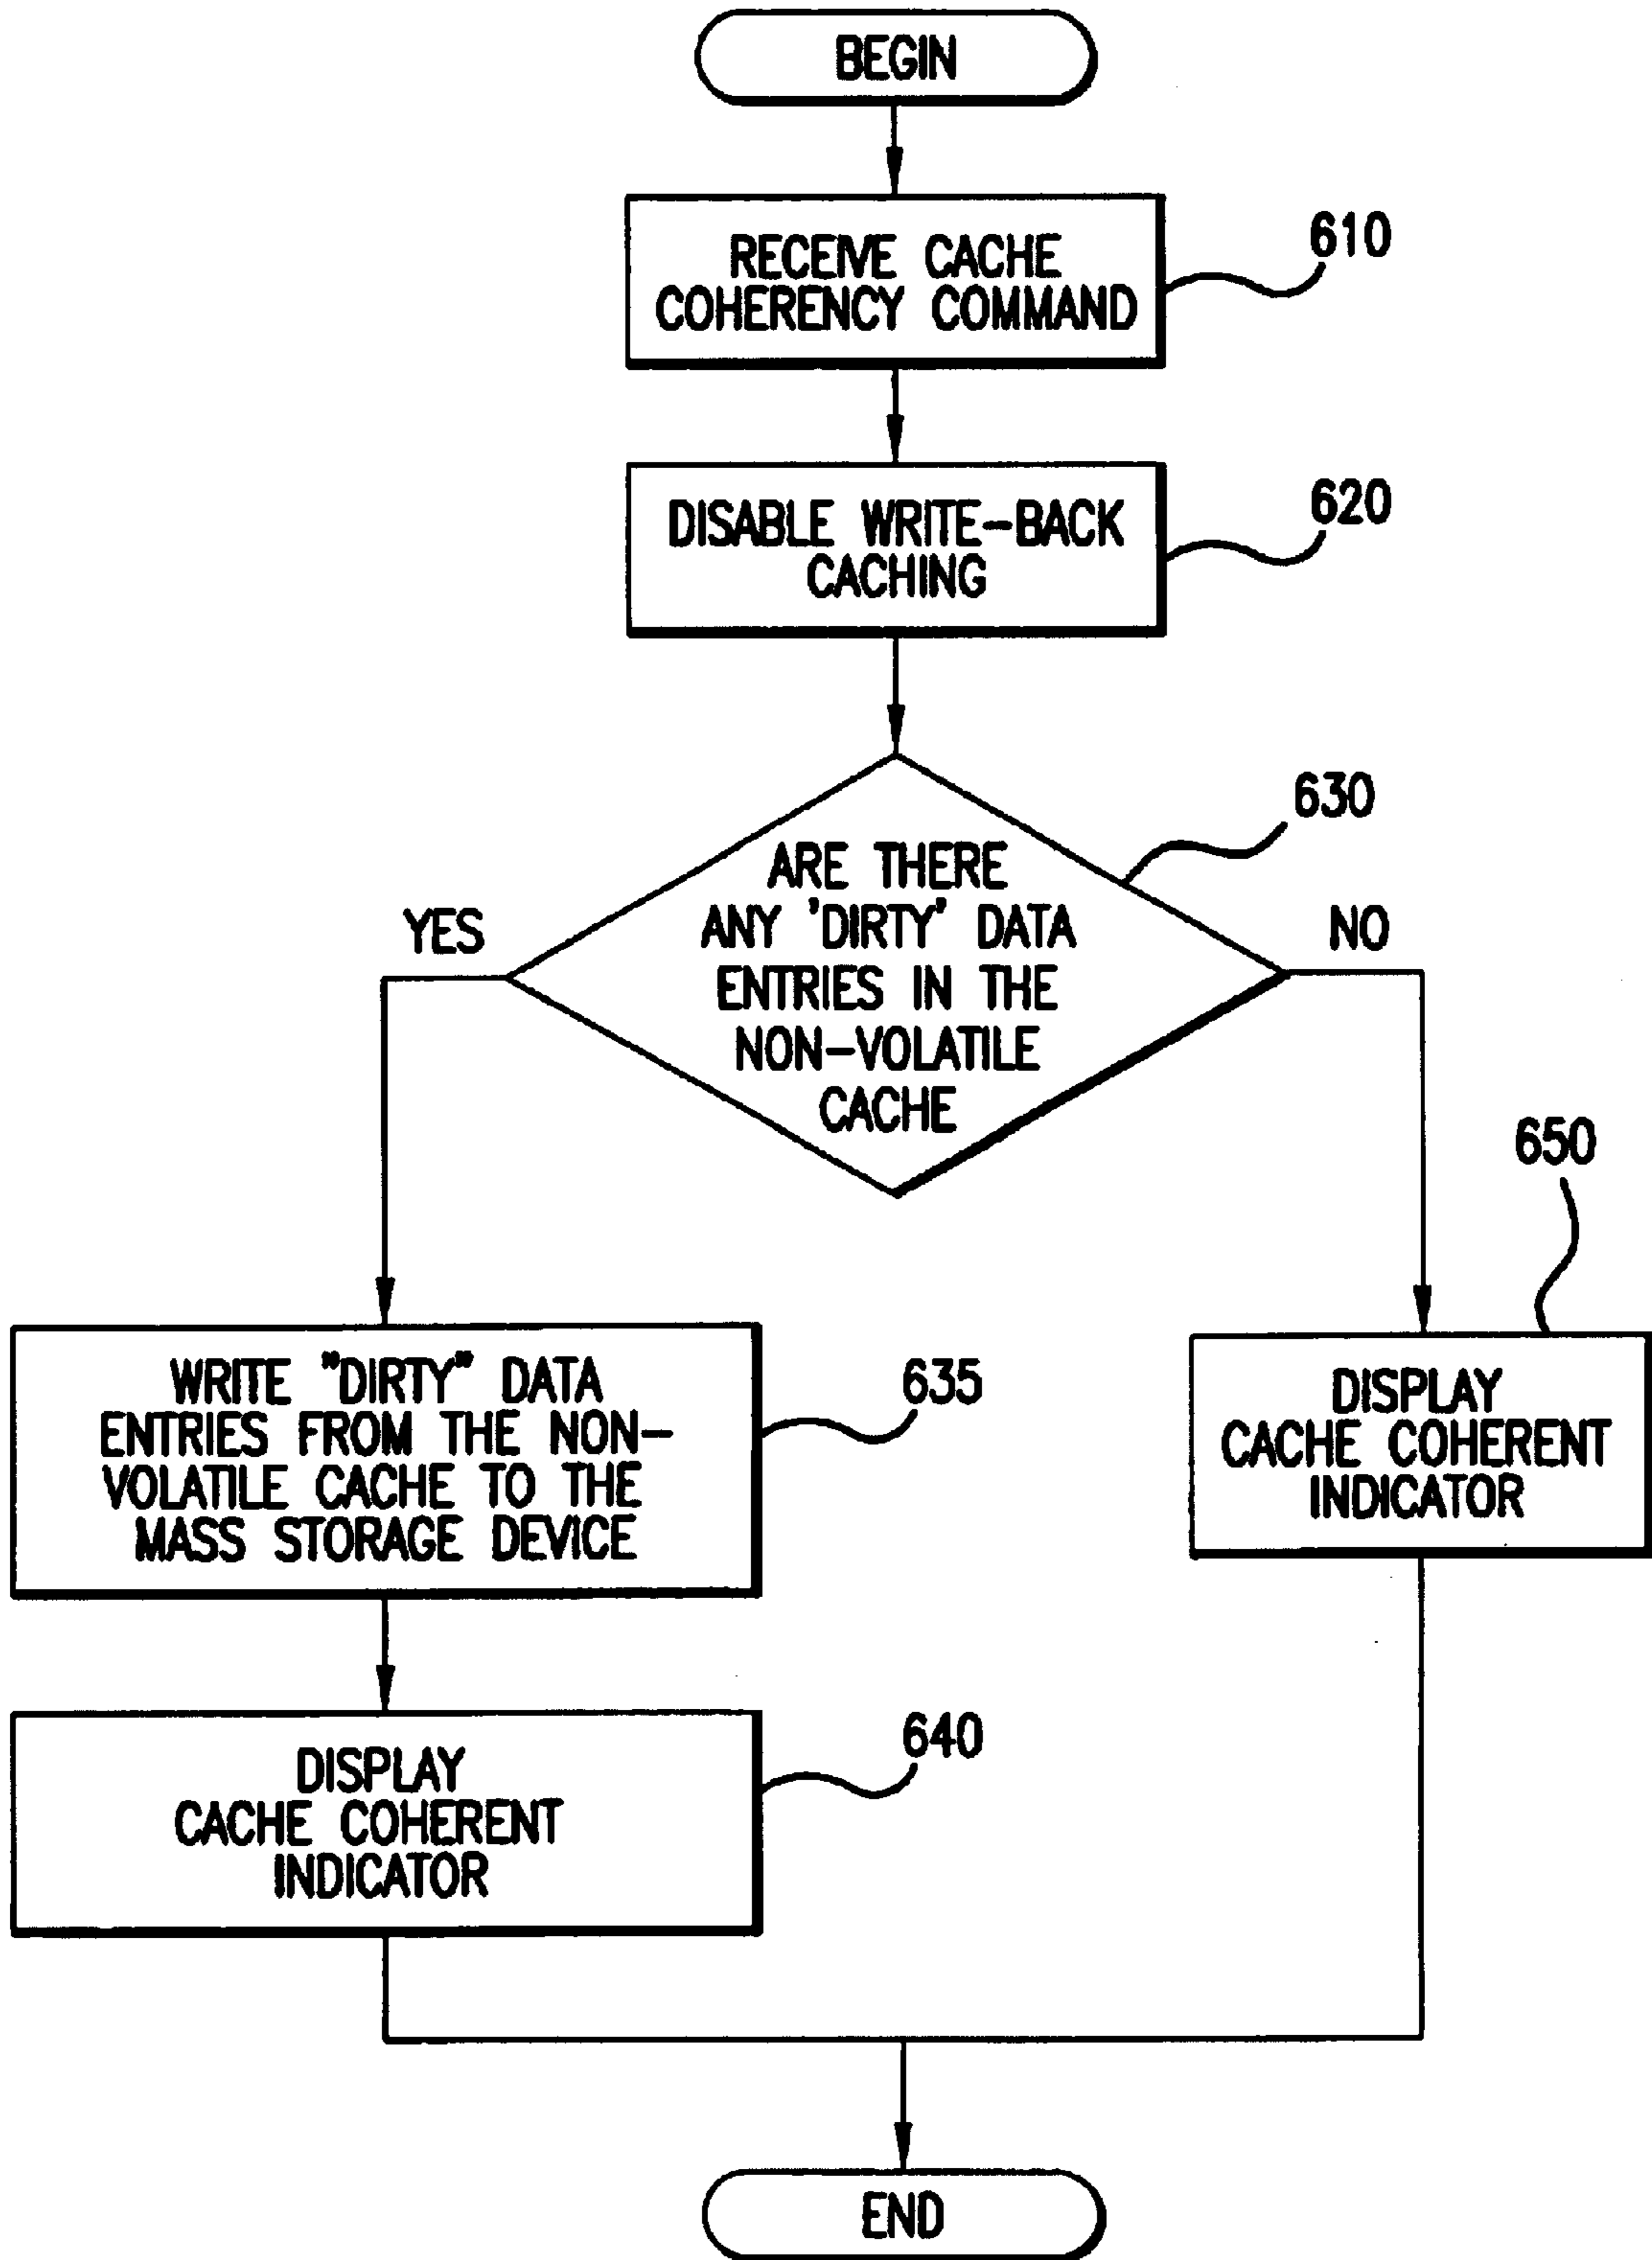 BEGIN
RECEIVE CACHE
COHERENCY COMMAND
610
DISABLE WRITE-BACK
CACHING
620
630
ARE THERE
ANY 'DIRTY' DATA
ENTRIES IN THE
NON-VOLATILE
CACHE
YES
NO
650
WRITE "DIRTY" DATA
ENTRIES FROM THE NON-
VOLATILE CACHE TO THE
MASS STORAGE DEVICE
635
DISPLAY
CACHE COHERENT
INDICATOR
DISPLAY
CACHE COHERENT
INDICATOR
640
END